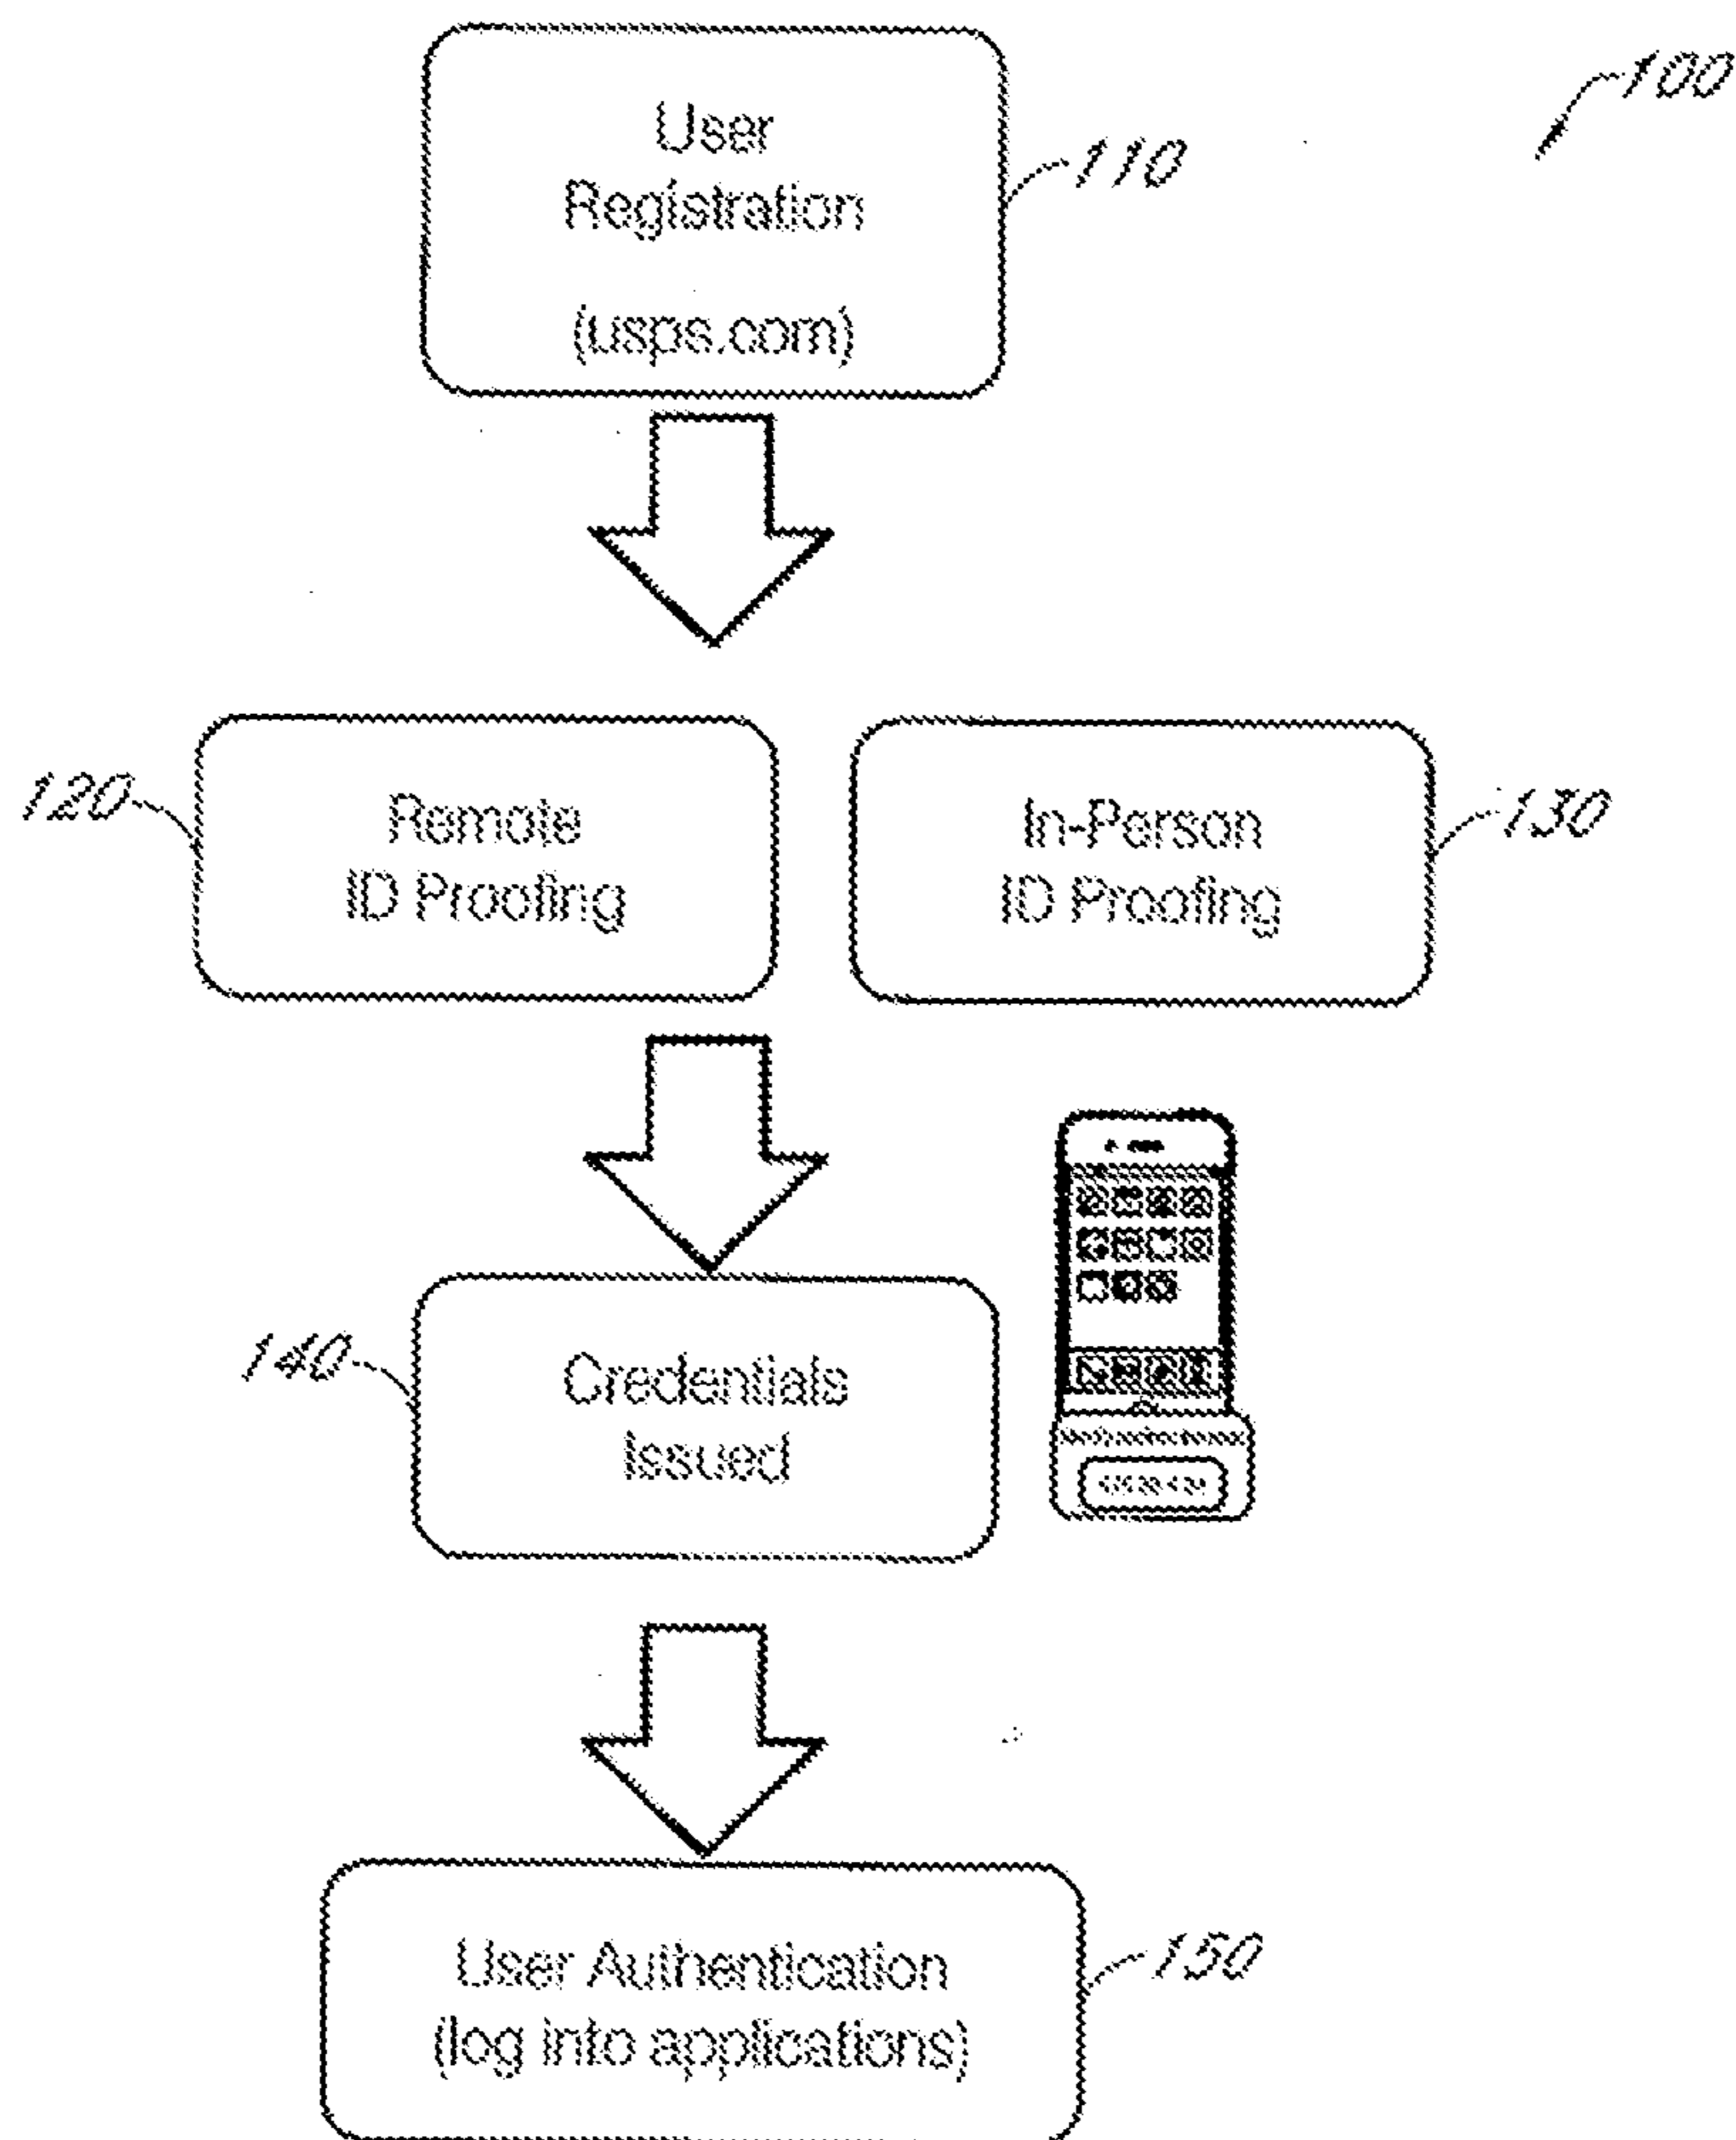 100
User
Registration
(usps.com)
110
120
Remote
ID Proofing
In-Person
ID Proofing
130
140
Credentials
Issued
User Authentication
(log into applications)
150